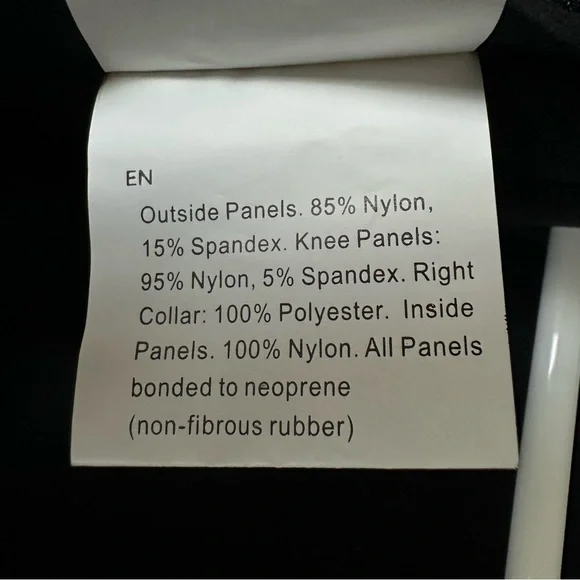 EN
Outside Panels. 85% Nylon,
15% Spandex. Knee Panels:
95% Nylon, 5% Spandex. Right
Collar: 100% Polyester. Inside
Panels. 100% Nylon. All Panels
bonded to neoprene
(non-fibrous rubber)